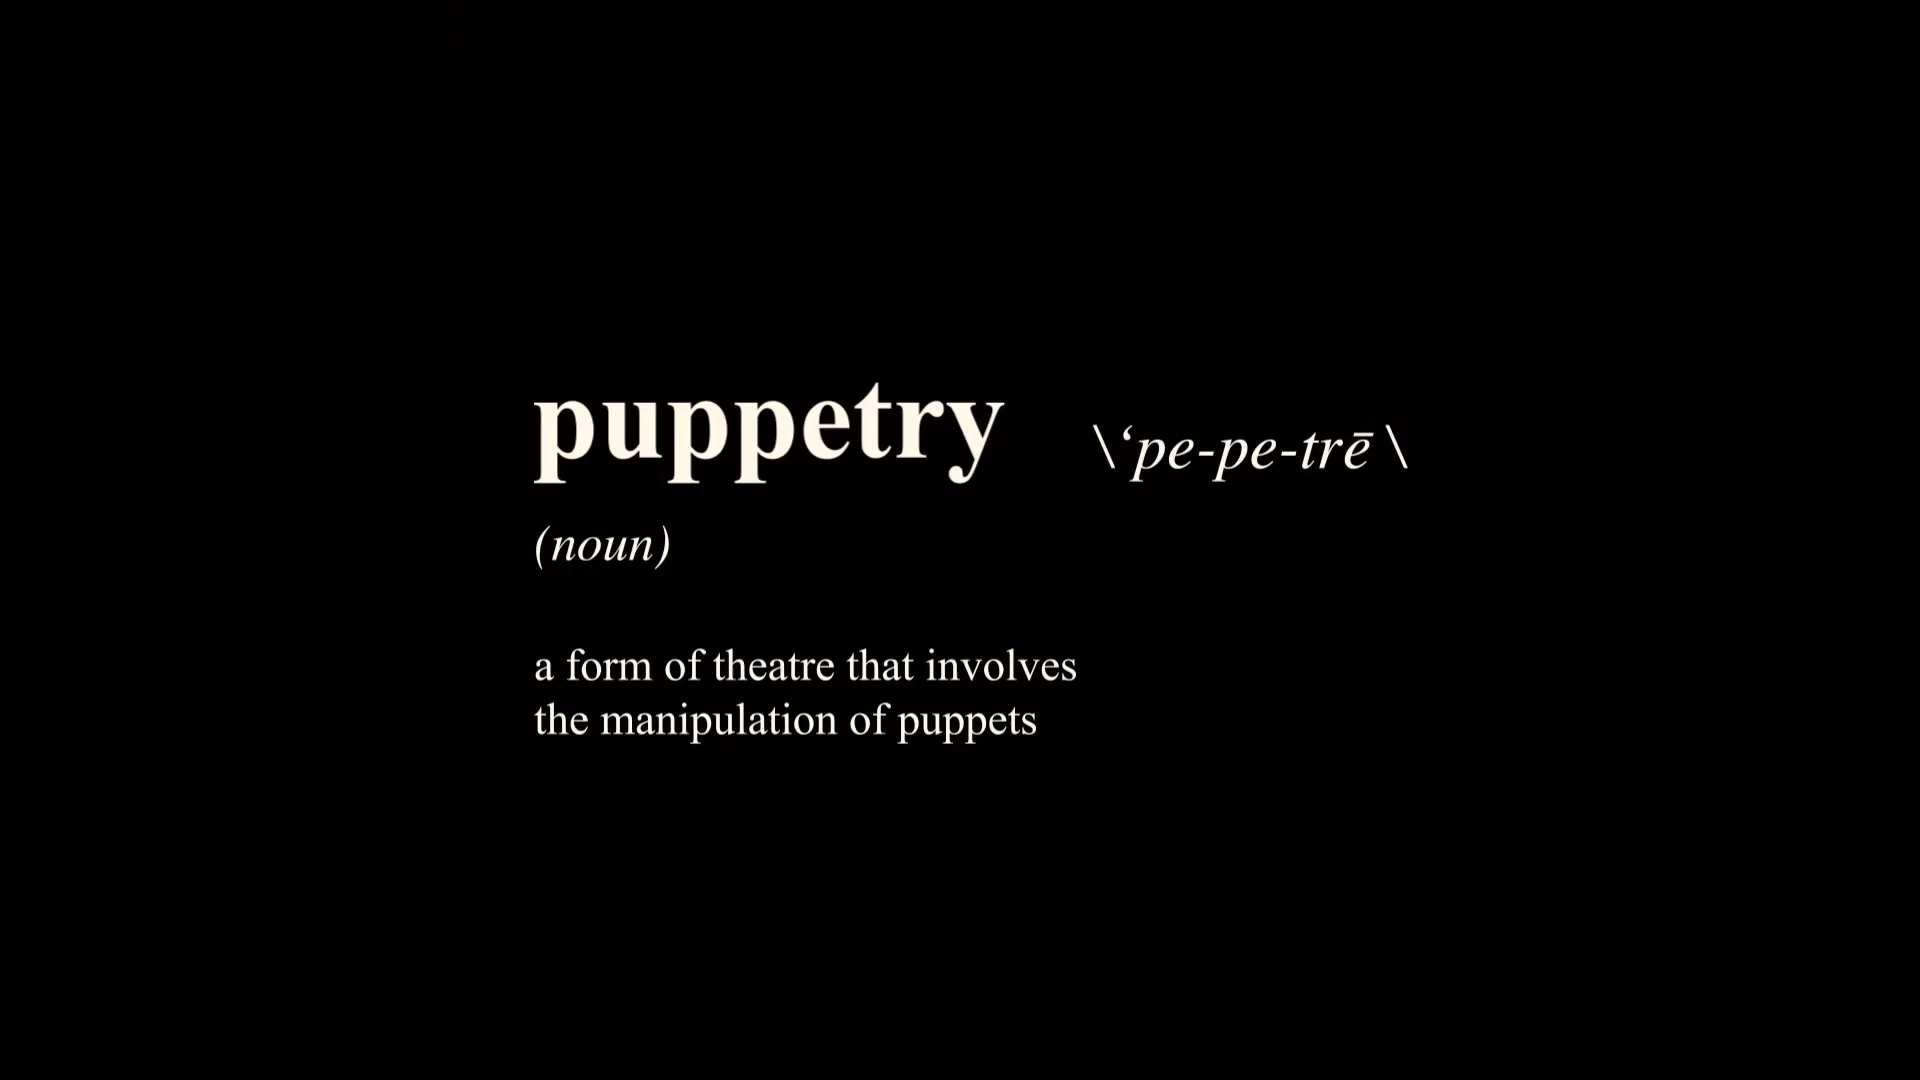 puppetry \‘pe-pe-trē \
(noun)
a form of theatre that involves
the manipulation of puppets